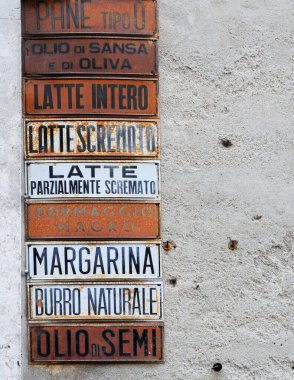 PANE TIPO O
OLIO DI SANSA
E DI OLIVA
LATTE INTERO
LATTE SCREMATO
LATTE
PARZIALMENTE SCREMATO
FORMAGGIO
MAGRO
MARGARINA
BURRO NATURALE
OLIO DI SEMI